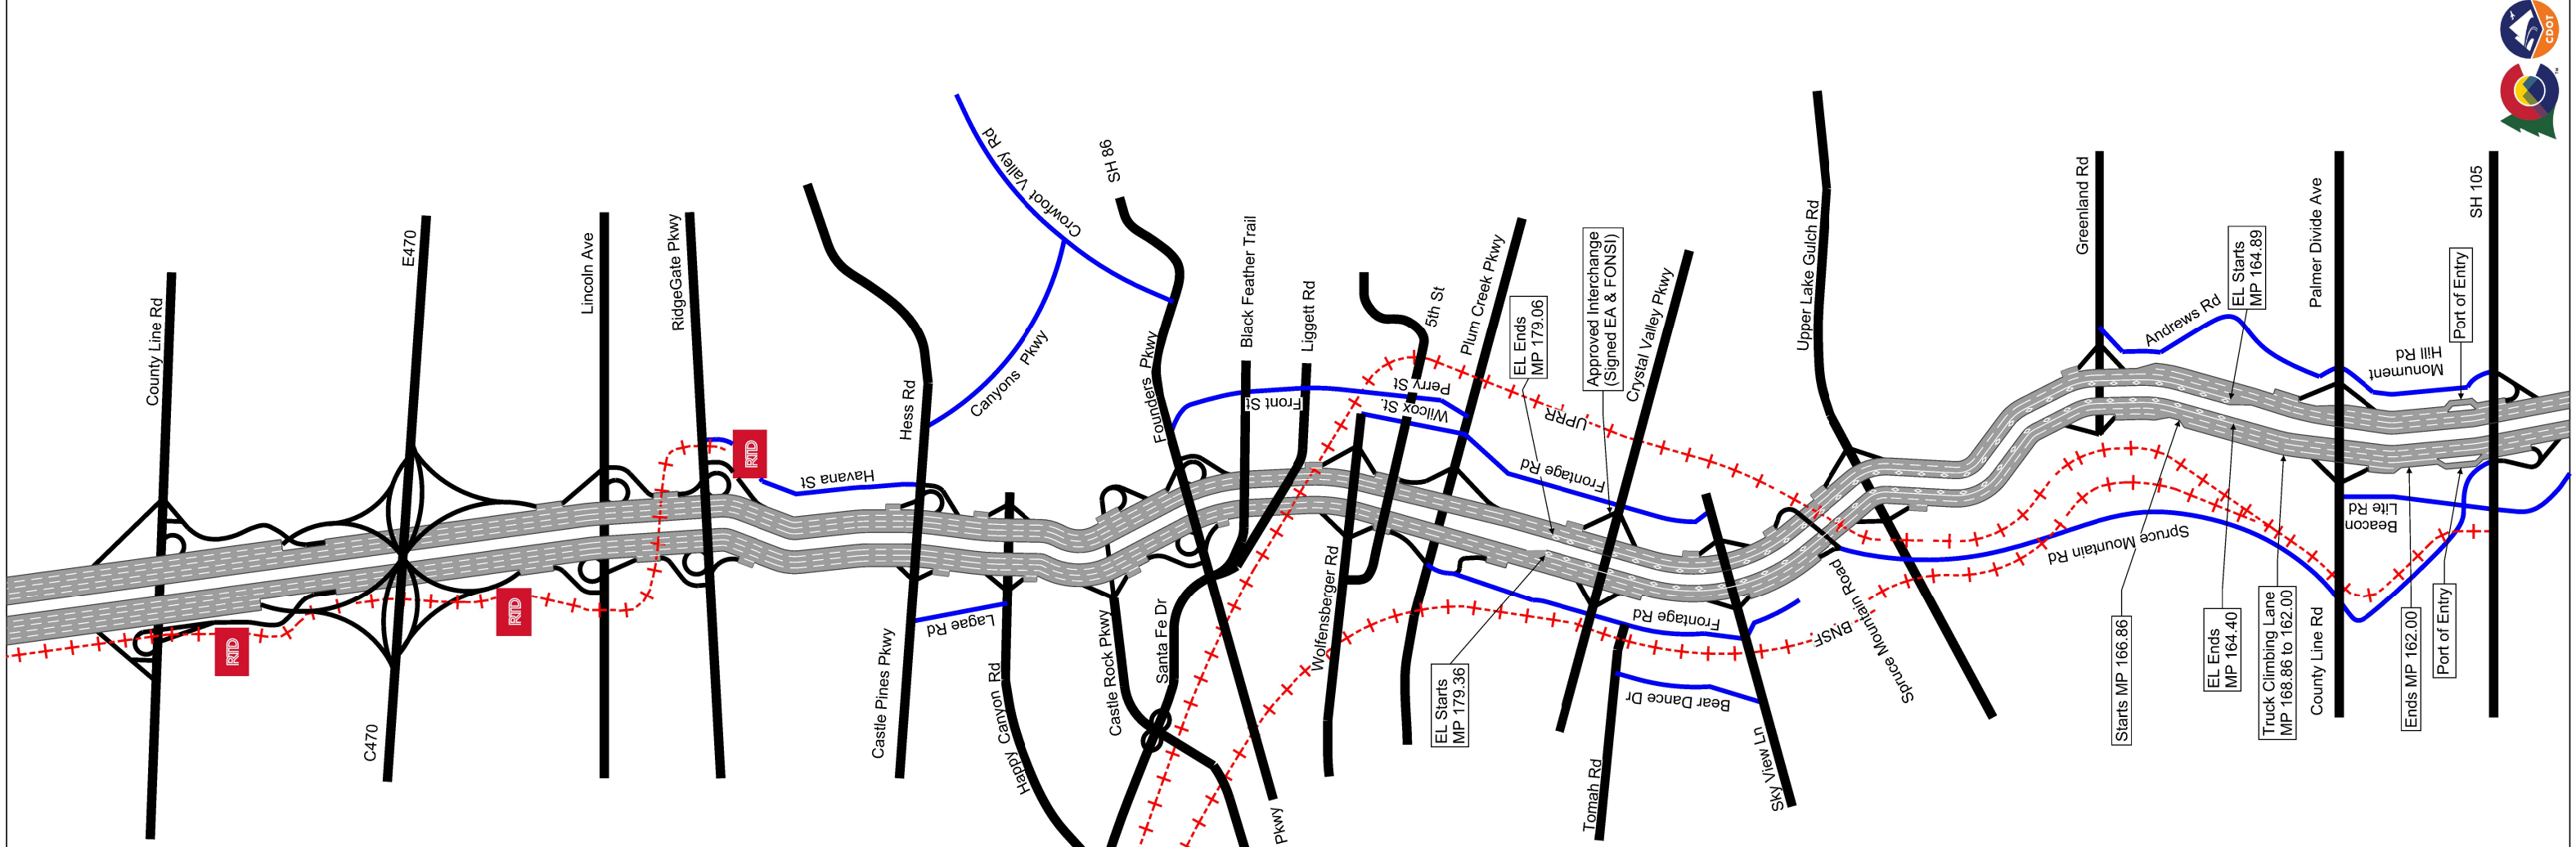 County Line Rd
RTD
E470
C470
RTD
Lincoln Ave
RidgeGate Pkwy
RTD
Havana St
Hess Rd
Castle Pines Pkwy
Lagae Rd
Canyons Pkwy
Crowfoot Valley Rd
Happy Canyon Rd
SH 86
Founders Pkwy
Castle Rock Pkwy
Santa Fe Dr
Pkwy
Black Feather Trail
Liggett Rd
Front St
Perry St
Wilcox St.
5th St
Wolfensberger Rd
Plum Creek Pkwy
EL Ends
MP 179.06
EL Starts
MP 179.36
UPRR
Frontage Rd
Approved Interchange
(Signed EA & FONSI)
Crystal Valley Pkwy
Frontage Rd
Bear Dance Dr
Tomah Rd
Sky View Ln
BNSF
Upper Lake Gulch Rd
Spruce Mountain Road
Spruce Mountain Rd
Greenland Rd
Andrews Rd
EL Starts
MP 164.89
Starts MP 166.86
EL Ends
MP 164.40
Truck Climbing Lane
MP 168.86 to 162.00
Palmer Divide Ave
County Line Rd
Monument
Hill Rd
Beacon
Lite Rd
Ends MP 162.00
Port of Entry
Port of Entry
SH 105
CDOT
TM